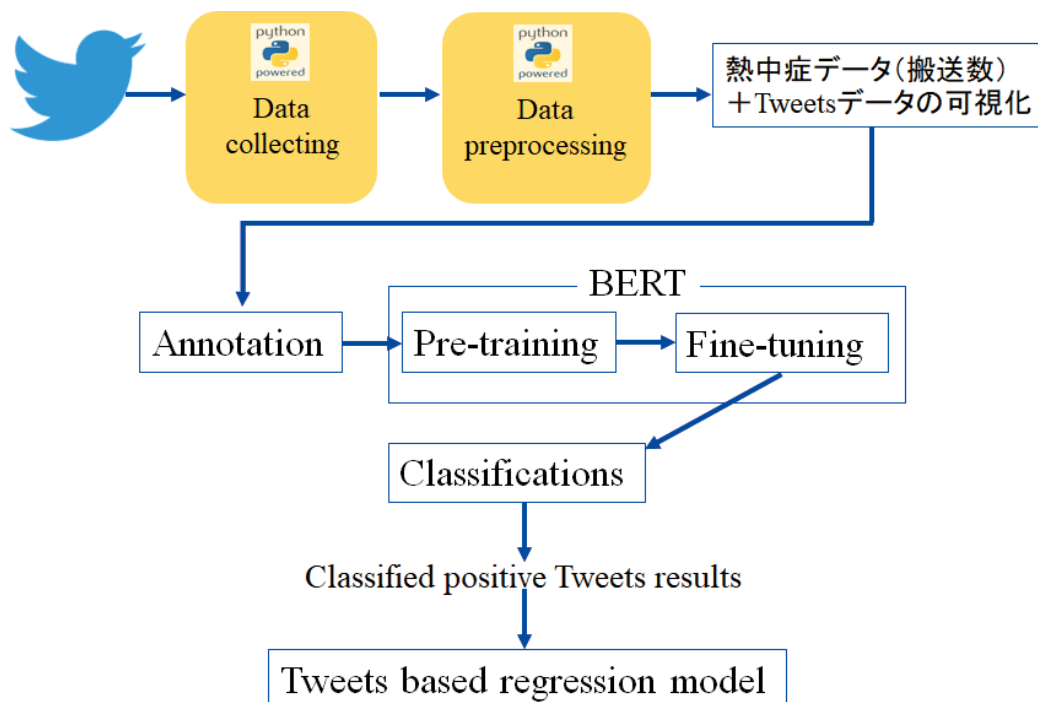 python
powered
Data
collecting
python
powered
Data
preprocessing
熱中症データ（搬送数）
＋Tweetsデータの可視化
BERT
Annotation
Pre-training
Fine-tuning
Classifications
Classified positive Tweets results
Tweets based regression model